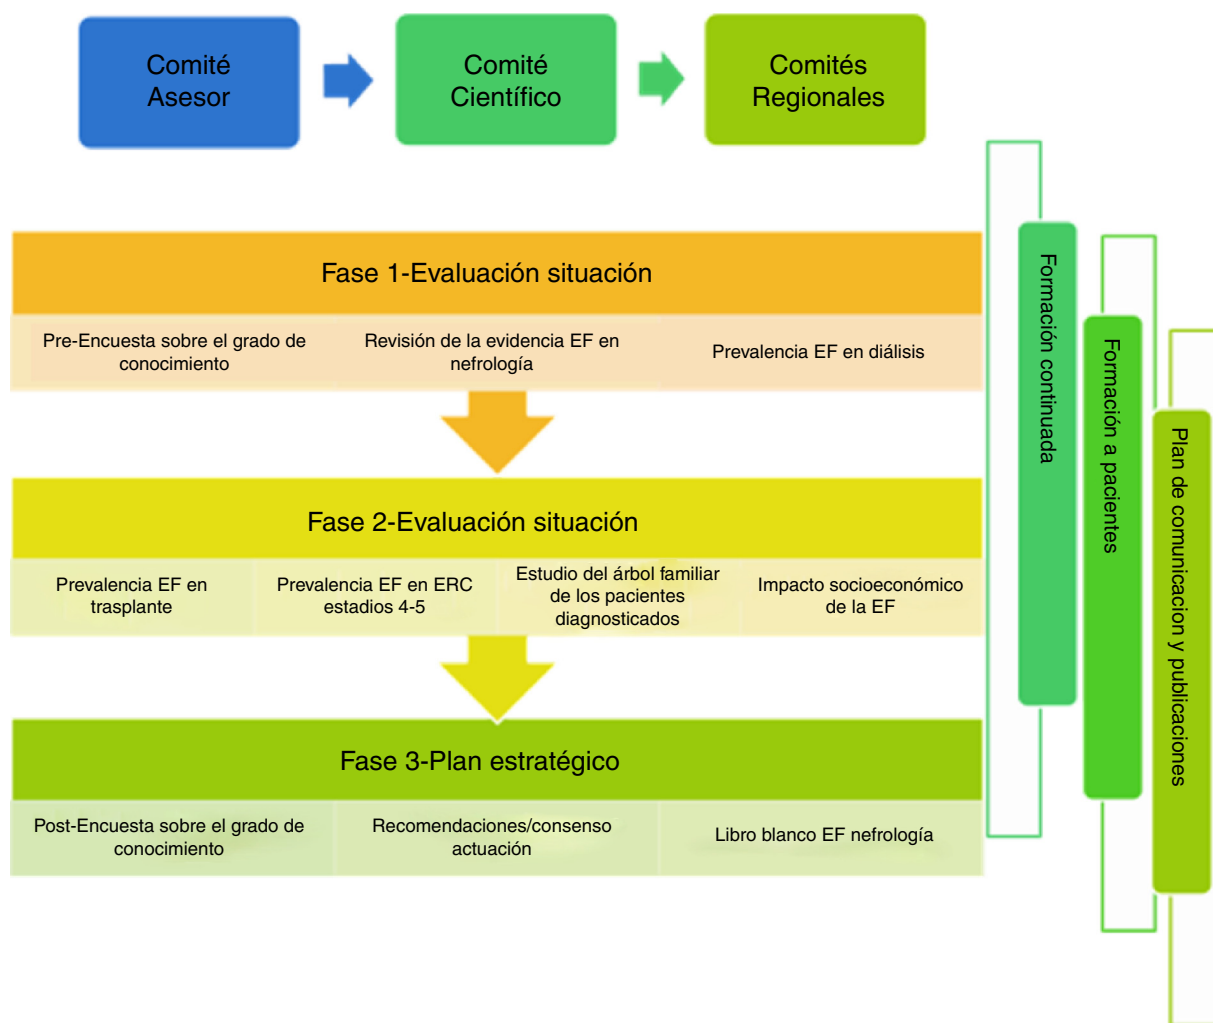 Comité
Asesor
Comité
Científico
Comités
Regionales
Fase 1-Evaluación situación
Pre-Encuesta sobre el grado de
conocimiento
Revisión de la evidencia EF en
nefrología
Prevalencia EF en diálisis
Fase 2-Evaluación situación
Prevalencia EF en
trasplante
Prevalencia EF en ERC
estadios 4-5
Estudio del árbol familiar
de los pacientes
diagnosticados
Impacto socioeconómico
de la EF
Fase 3-Plan estratégico
Post-Encuesta sobre el grado de
conocimiento
Recomendaciones/consenso
actuación
Libro blanco EF nefrología
Formación continuada
Formación a pacientes
Plan de comunicacion y publicaciones